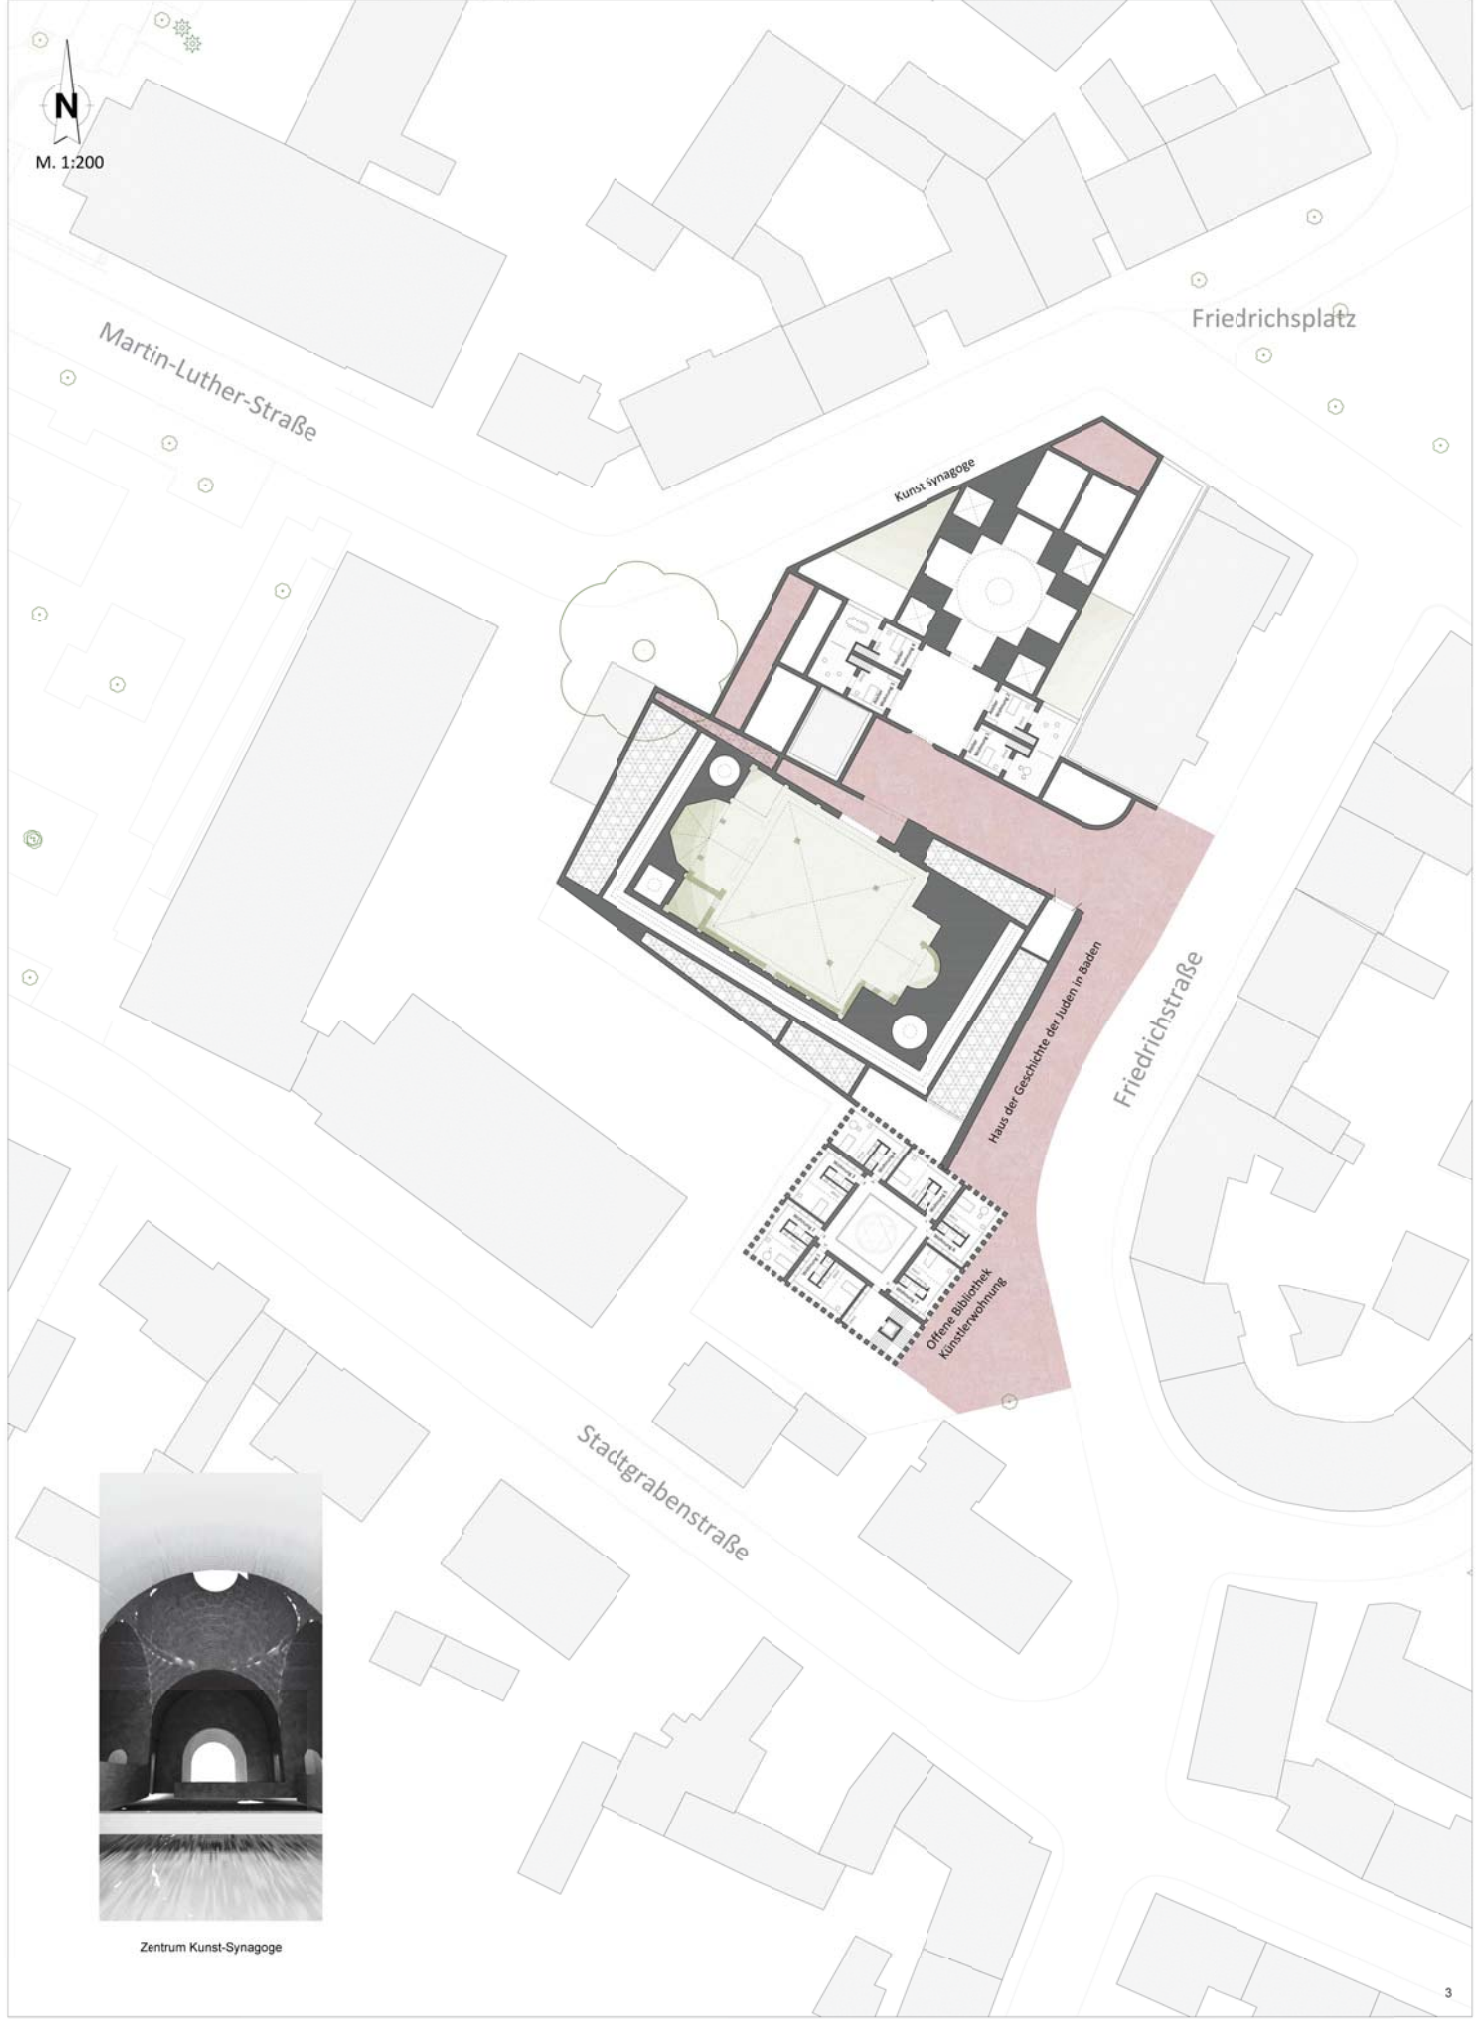 N
M. 1:200
Martin-Luther-Straße
Friedrichsplatz
Kunst synagoge
Haus der Geschichte der Juden in Baden
Friedrichstraße
Offene Bibliothek
Künstlerwohnung
Stadtgrabenstraße
Zentrum Kunst-Synagoge
3